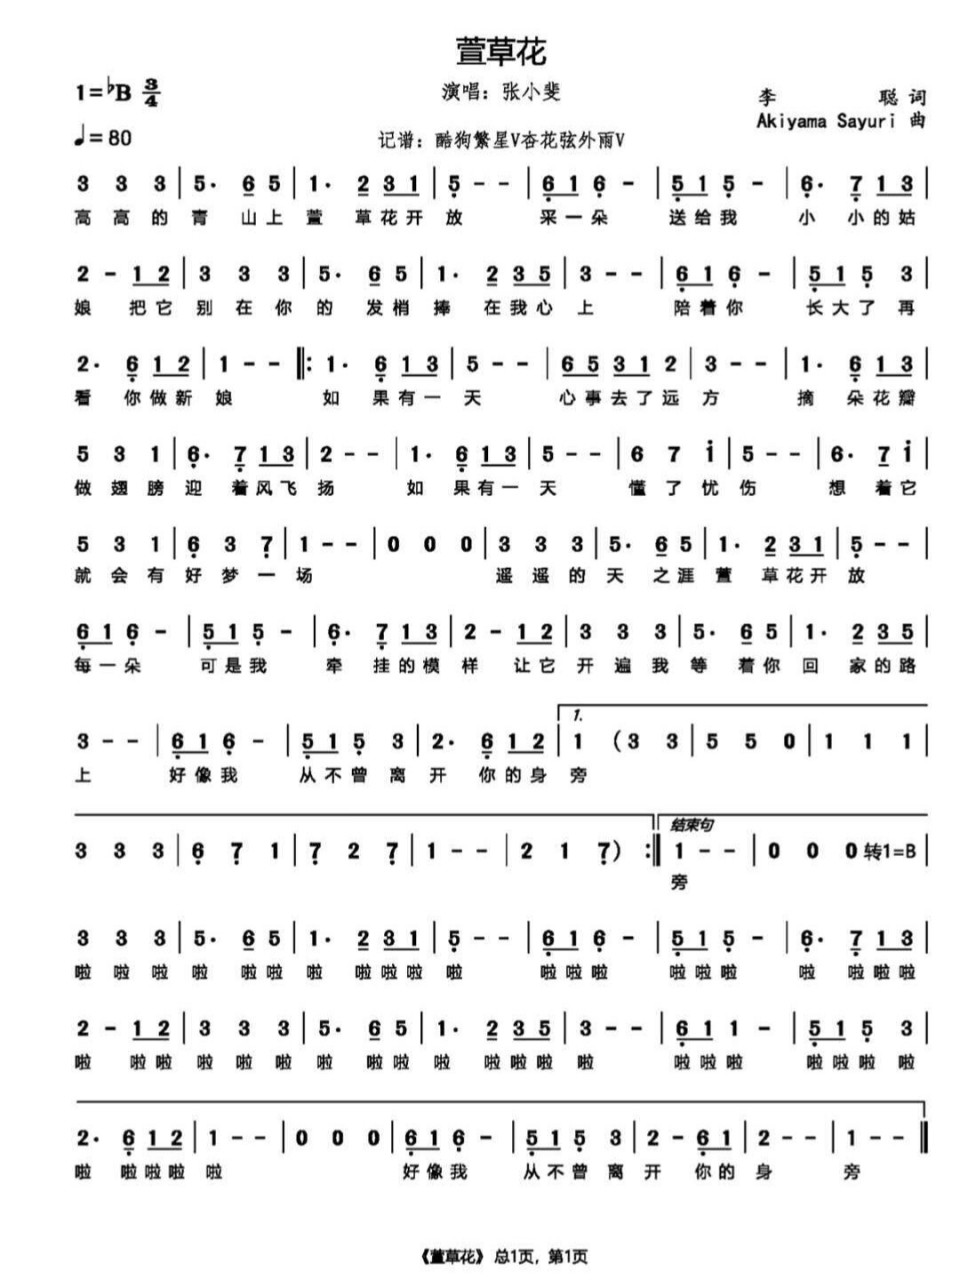 萱草花
1=♭B 3/4
演唱：张小斐
李 聪 词
♩=80
Akiyama Sayuri 曲
记谱：酷狗繁星V杏花弦外雨V
3 3 3 | 5· 6 5 | 1· 2 3 1 | 5 - - | 6 1 6 - | 5 1 5 - | 6· 7 1 3 |
高 高 的 青 山 上 萱 草 花 开 放 采 一 朵 送 给 我 小 小 的 姑
2 - 1 2 | 3 3 3 | 5· 6 5 | 1· 2 3 5 | 3 - - | 6 1 6 - | 5 1 5 3 |
娘 把 它 别 在 你 的 发 梢 捧 在 我 心 上 陪 着 你 长 大 了 再
2· 6 1 2 | 1 - - |: 1· 6 1 3 | 5 - - | 6 5 3 1 2 | 3 - - | 1· 6 1 3 |
看 你 做 新 娘 如 果 有 一 天 心 事 去 了 远 方 摘 朵 花 瓣
5 3 1 | 6· 7 1 3 | 2 - - | 1· 6 1 3 | 5 - - | 6 7 i | 5 - - | 6· 7 i |
做 翅 膀 迎 着 风 飞 扬 如 果 有 一 天 懂 了 忧 伤 想 着 它
5 3 1 | 6 3 7 | 1 - - | 0 0 0 | 3 3 3 | 5· 6 5 | 1· 2 3 1 | 5 - - |
就 会 有 好 梦 一 场 遥 遥 的 天 之 涯 萱 草 花 开 放
6 1 6 - | 5 1 5 - | 6· 7 1 3 | 2 - 1 2 | 3 3 3 | 5· 6 5 | 1· 2 3 5 |
每 一 朵 可 是 我 牵 挂 的 模 样 让 它 开 遍 我 等 着 你 回 家 的 路
1.
3 - - | 6 1 6 - | 5 1 5 3 | 2· 6 1 2 | 1 (3 3 | 5 5 0 | 1 1 1 |
上 好 像 我 从 不 曾 离 开 你 的 身 旁
结束句
3 3 3 | 6 7 1 | 7 2 7 | 1 - - | 2 1 7) :| 1 - - | 0 0 0 转1=B |
旁
3 3 3 | 5· 6 5 | 1· 2 3 1 | 5 - - | 6 1 6 - | 5 1 5 - | 6· 7 1 3 |
啦 啦 啦 啦 啦 啦 啦 啦 啦 啦 啦 啦 啦 啦 啦 啦 啦 啦 啦 啦 啦
2 - 1 2 | 3 3 3 | 5· 6 5 | 1· 2 3 5 | 3 - - | 6 1 1 - | 5 1 5 3 |
啦 啦 啦 啦 啦 啦 啦 啦 啦 啦 啦 啦 啦 啦 啦 啦 啦 啦 啦 啦 啦
2· 6 1 2 | 1 - - | 0 0 0 | 6 1 6 - | 5 1 5 3 | 2 - 6 1 | 2 - - | 1 - - ||
啦 啦 啦 啦 啦 好 像 我 从 不 曾 离 开 你 的 身 旁
《萱草花》 总1页，第1页